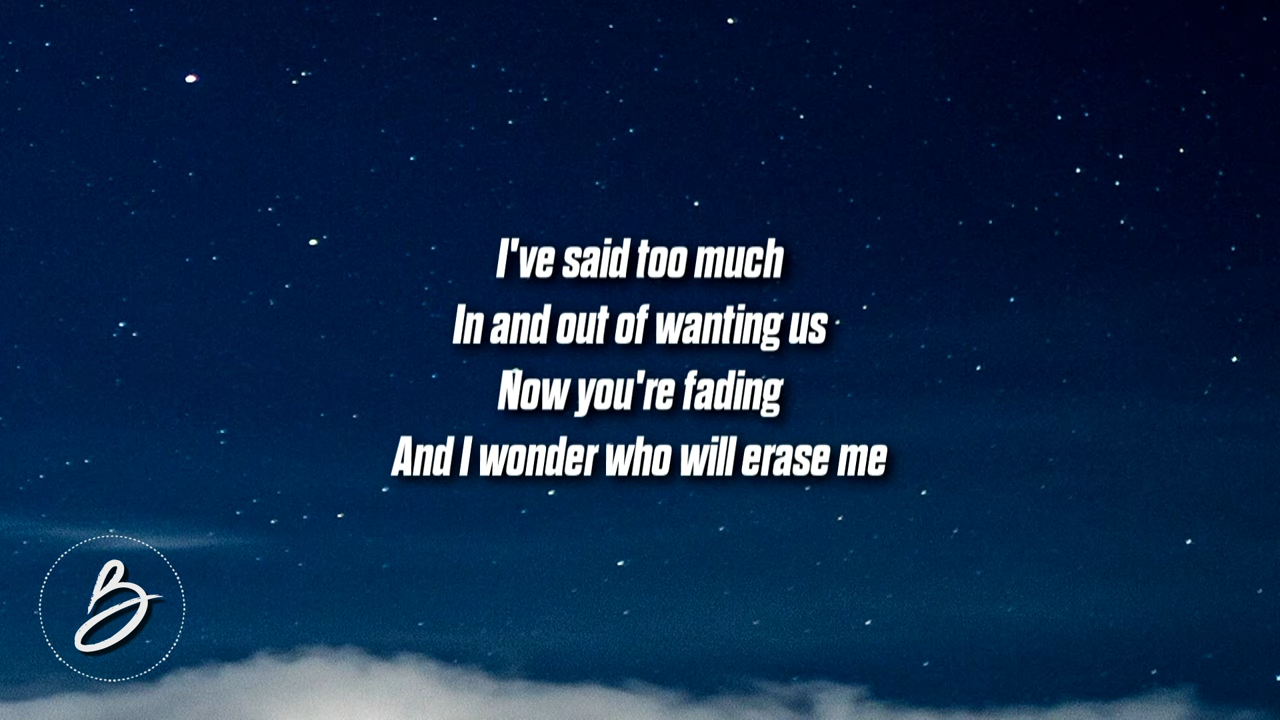 I've said too much
In and out of wanting us
Now you're fading
And I wonder who will erase me
B